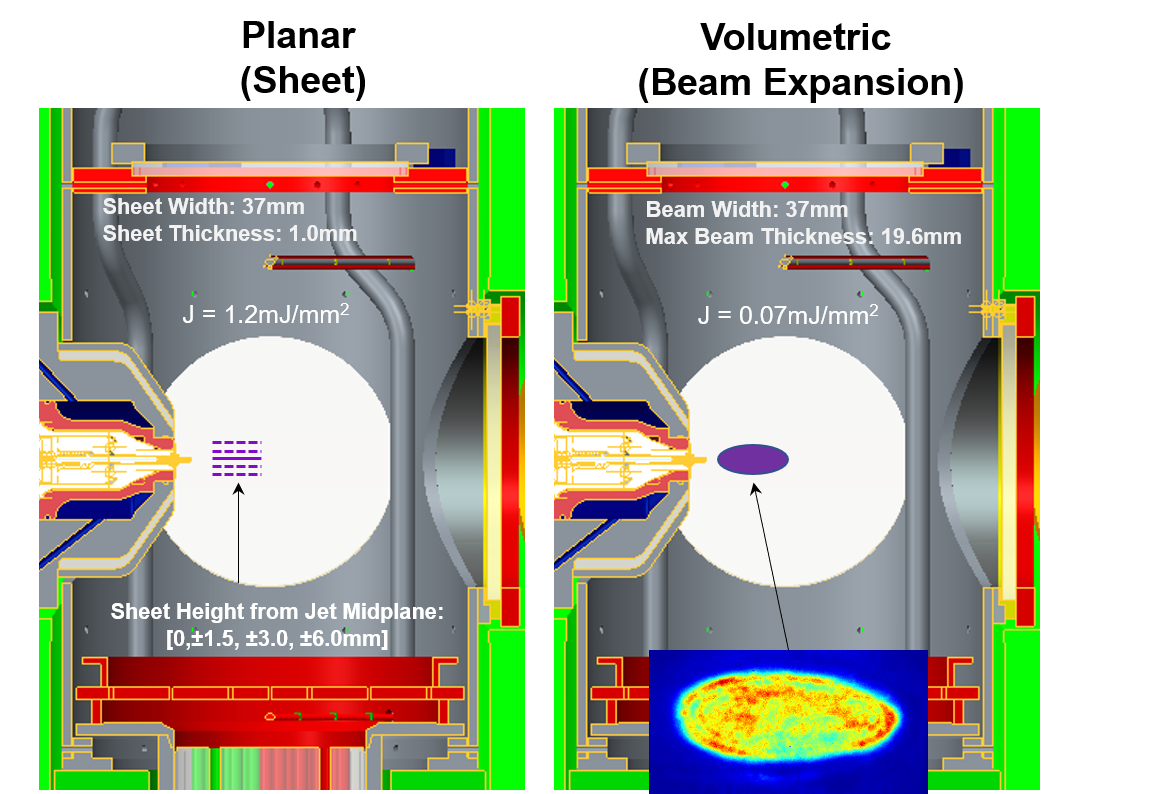 Planar
(Sheet)
Sheet Width: 37mm
Sheet Thickness: 1.0mm
J = 1.2mJ/mm²
Sheet Height from Jet Midplane:
[0,±1.5, ±3.0, ±6.0mm]
Volumetric
(Beam Expansion)
Beam Width: 37mm
Max Beam Thickness: 19.6mm
J = 0.07mJ/mm²